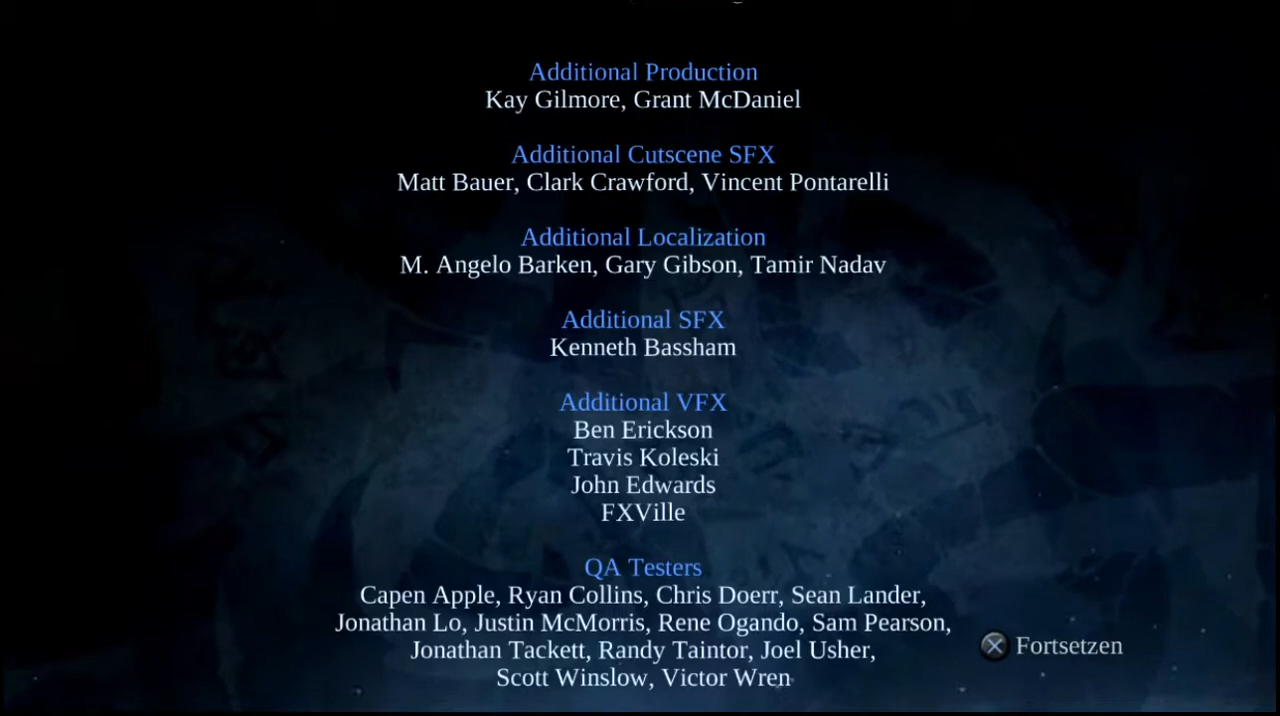 Additional Production
Kay Gilmore, Grant McDaniel
Additional Cutscene SFX
Matt Bauer, Clark Crawford, Vincent Pontarelli
Additional Localization
M. Angelo Barken, Gary Gibson, Tamir Nadav
Additional SFX
Kenneth Bassham
Additional VFX
Ben Erickson
Travis Koleski
John Edwards
FXVille
QA Testers
Capen Apple, Ryan Collins, Chris Doerr, Sean Lander,
Jonathan Lo, Justin McMorris, Rene Ogando, Sam Pearson,
Jonathan Tackett, Randy Taintor, Joel Usher,
Scott Winslow, Victor Wren
Fortsetzen